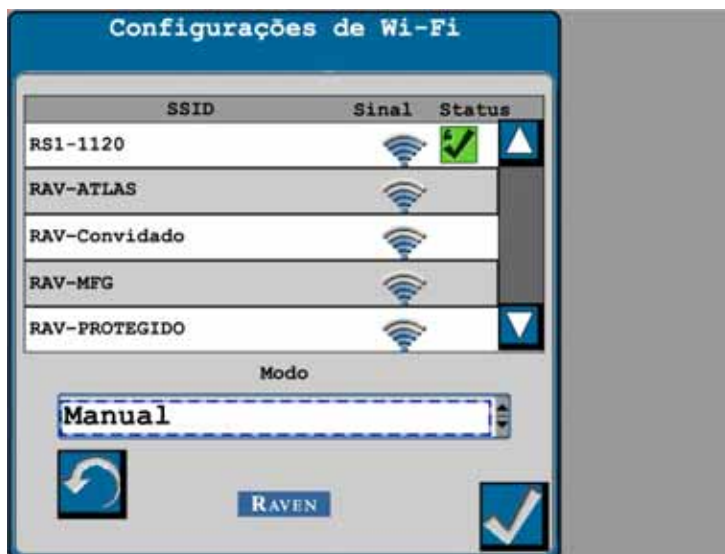 Configurações de Wi-Fi
SSID Sinal Status
RS1-1120
RAV-ATLAS
RAV-Convidado
RAV-MFG
RAV-PROTEGIDO
Modo
Manual
RAVEN